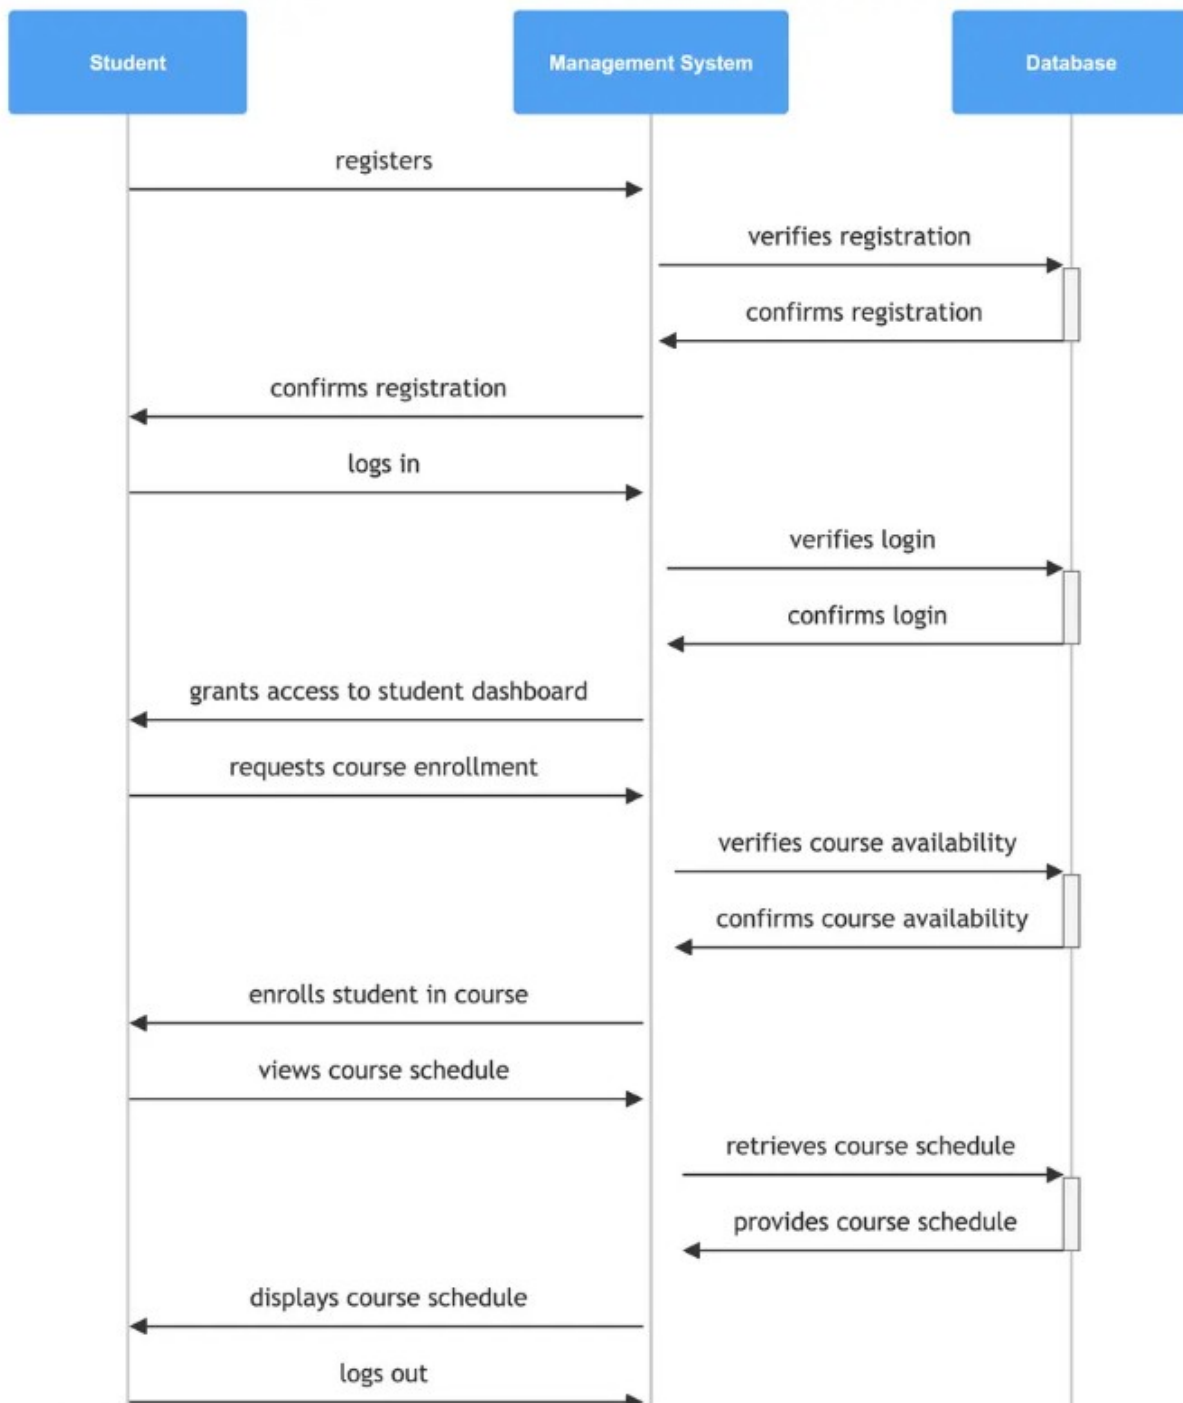 Student
Management System
Database
registers
verifies registration
confirms registration
confirms registration
logs in
verifies login
confirms login
grants access to student dashboard
requests course enrollment
verifies course availability
confirms course availability
enrolls student in course
views course schedule
retrieves course schedule
provides course schedule
displays course schedule
logs out